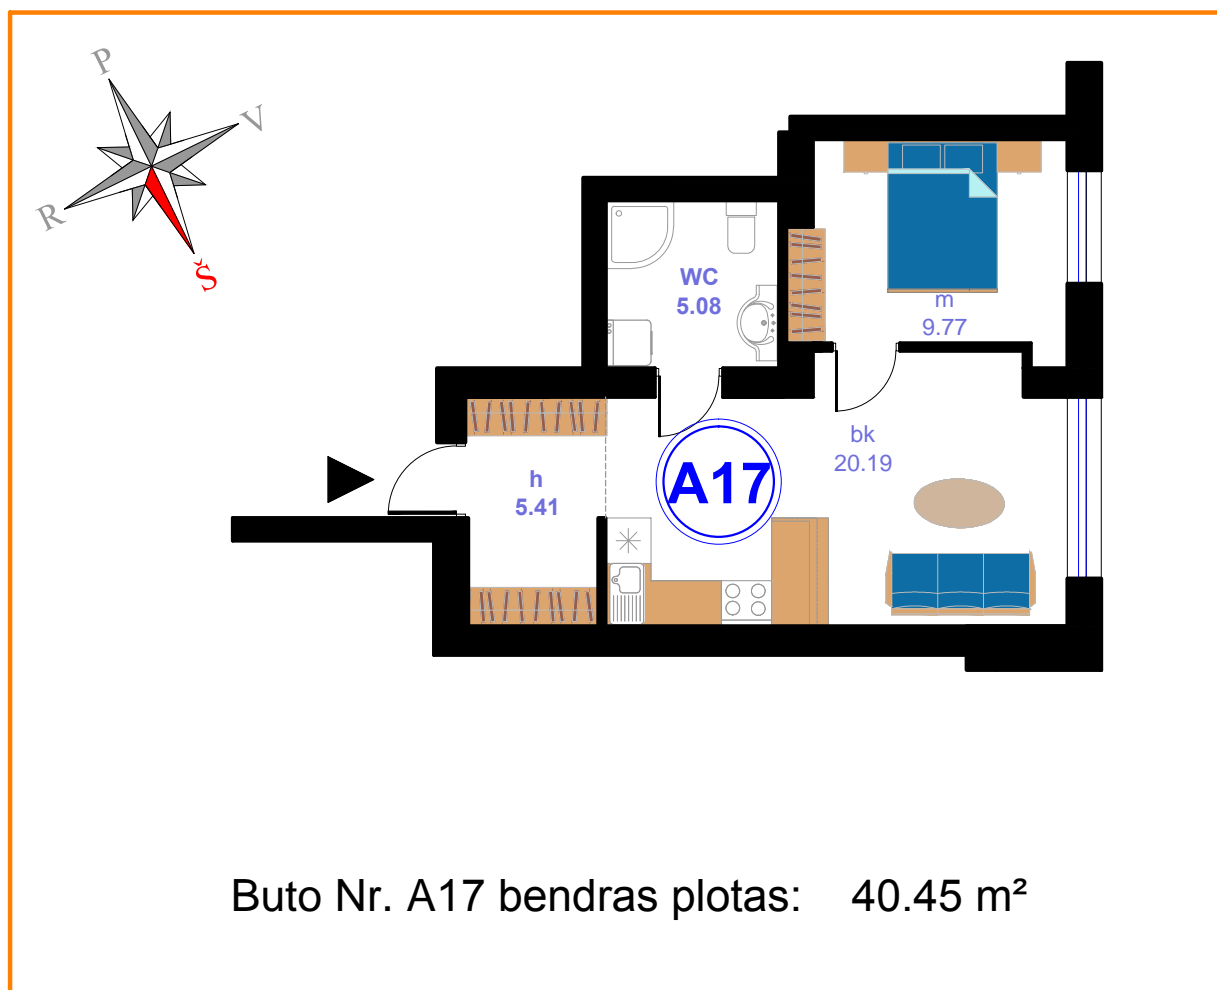 P
V
R
Š
WC
5.08
m
9.77
bk
20.19
h
5.41
A17
Buto Nr. A17 bendras plotas: 40.45 m²